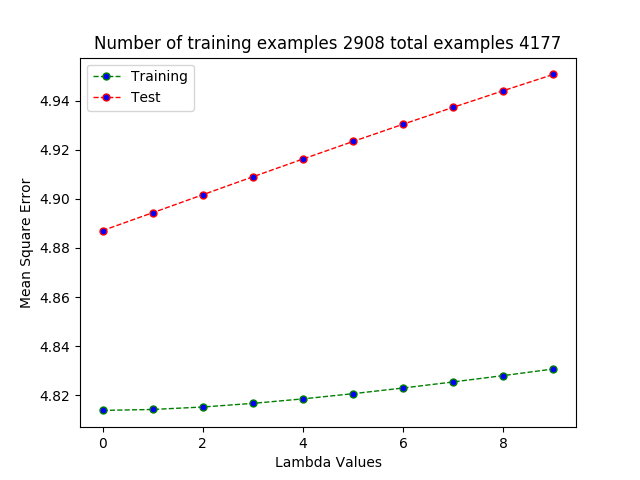 Number of training examples 2908 total examples 4177
Training
Test
4.94
4.92
4.90
4.88
4.86
4.84
4.82
Mean Square Error
0 2 4 6 8
Lambda Values